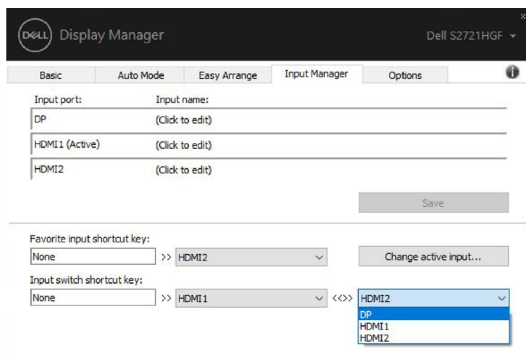 DELL Display Manager Dell S2721HGF
Basic Auto Mode Easy Arrange Input Manager Options
Input port: Input name:
DP (Click to edit)
HDMI1 (Active) (Click to edit)
HDMI2 (Click to edit)
Save
Favorite input shortcut key:
None >> HDMI2 Change active input...
Input switch shortcut key:
None >> HDMI1 <<>> HDMI2
DP
HDMI1
HDMI2